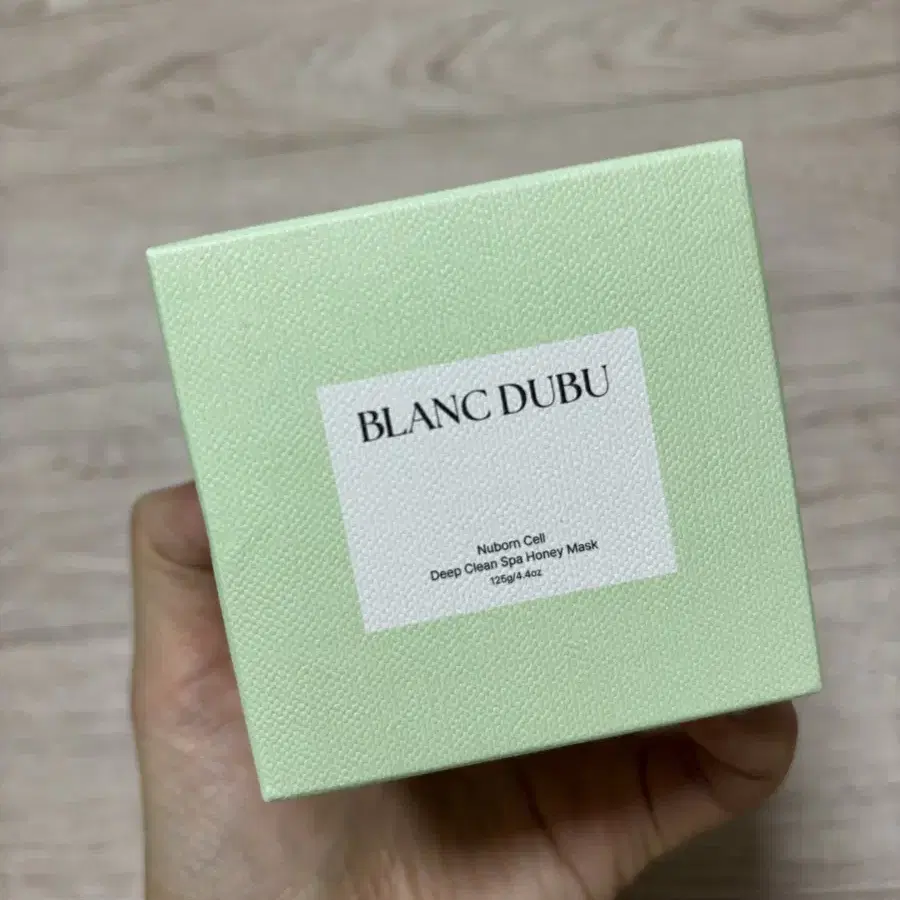 BLANC DUBU
Nuborn Cell
Deep Clean Spa Honey Mask
125g/4.4oz